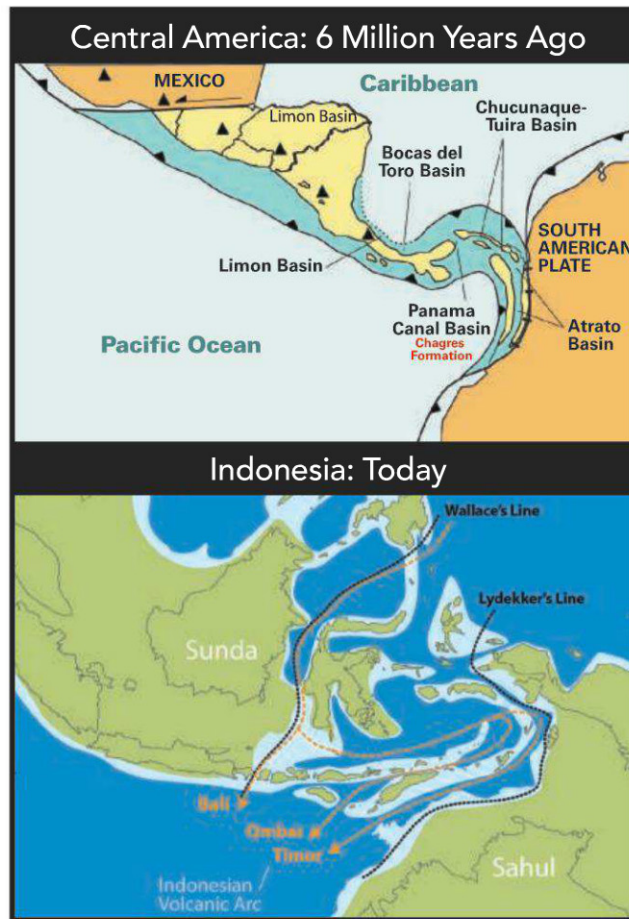 Central America: 6 Million Years Ago
MEXICO
Caribbean
Limon Basin
Chucunaque-
Tuira Basin
Bocas del
Toro Basin
SOUTH
AMERICAN
PLATE
Limon Basin
Panama
Canal Basin
Chagres
Formation
Atrato
Basin
Pacific Ocean
Indonesia: Today
Wallace's Line
Lydekker's Line
Sunda
Bali
Ombai
Timor
Indonesian
Volcanic Arc
Sahul